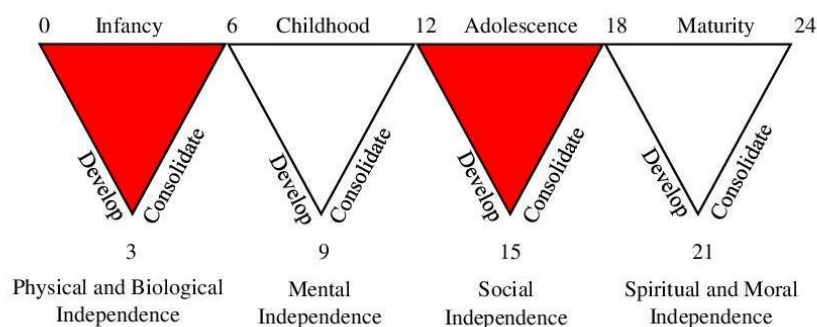 0 Infancy 6 Childhood 12 Adolescence 18 Maturity 24
Develop Consolidate Develop Consolidate Develop Consolidate Develop Consolidate
3 9 15 21
Physical and Biological Mental Social Spiritual and Moral
Independence Independence Independence Independence